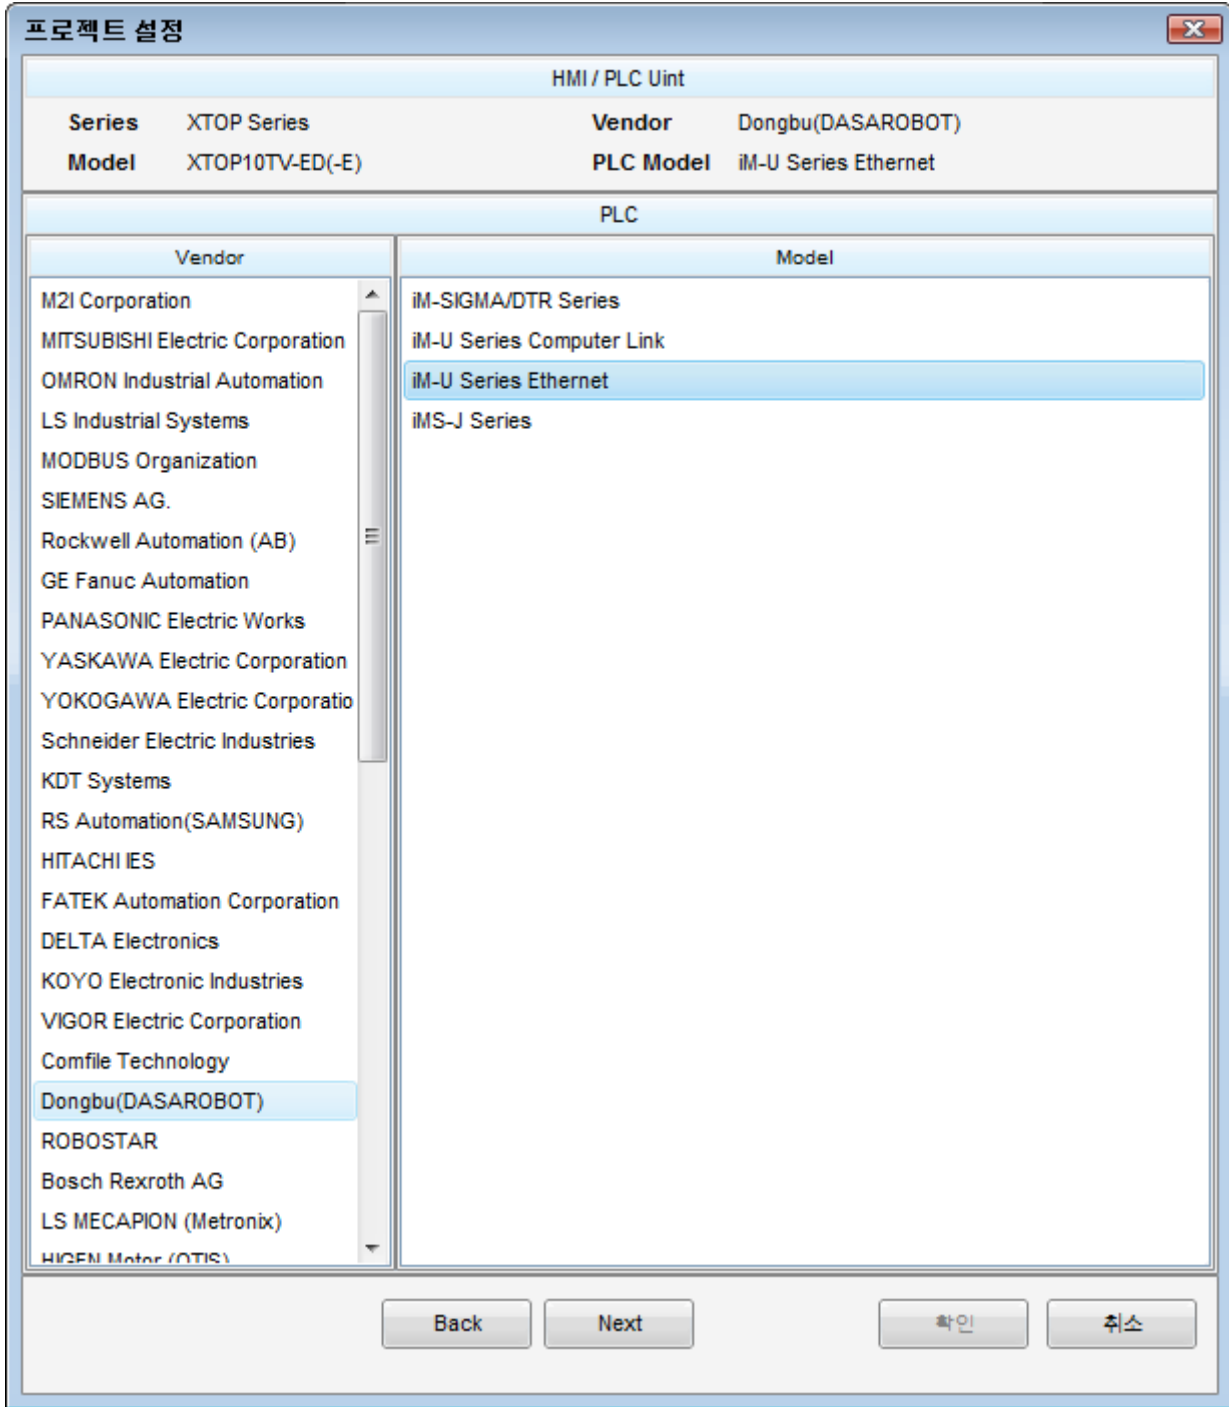 프로젝트 설정
HMI / PLC Uint
Series XTOP Series Vendor Dongbu(DASAROBOT)
Model XTOP10TV-ED(-E) PLC Model iM-U Series Ethernet
PLC
Vendor
M2I Corporation
MITSUBISHI Electric Corporation
OMRON Industrial Automation
LS Industrial Systems
MODBUS Organization
SIEMENS AG.
Rockwell Automation (AB)
GE Fanuc Automation
PANASONIC Electric Works
YASKAWA Electric Corporation
YOKOGAWA Electric Corporatio
Schneider Electric Industries
KDT Systems
RS Automation(SAMSUNG)
HITACHI IES
FATEK Automation Corporation
DELTA Electronics
KOYO Electronic Industries
VIGOR Electric Corporation
Comfile Technology
Dongbu(DASAROBOT)
ROBOSTAR
Bosch Rexroth AG
LS MECAPION (Metronix)
HIGEN Motor (OTIS)
Model
iM-SIGMA/DTR Series
iM-U Series Computer Link
iM-U Series Ethernet
iMS-J Series
Back Next 확인 취소